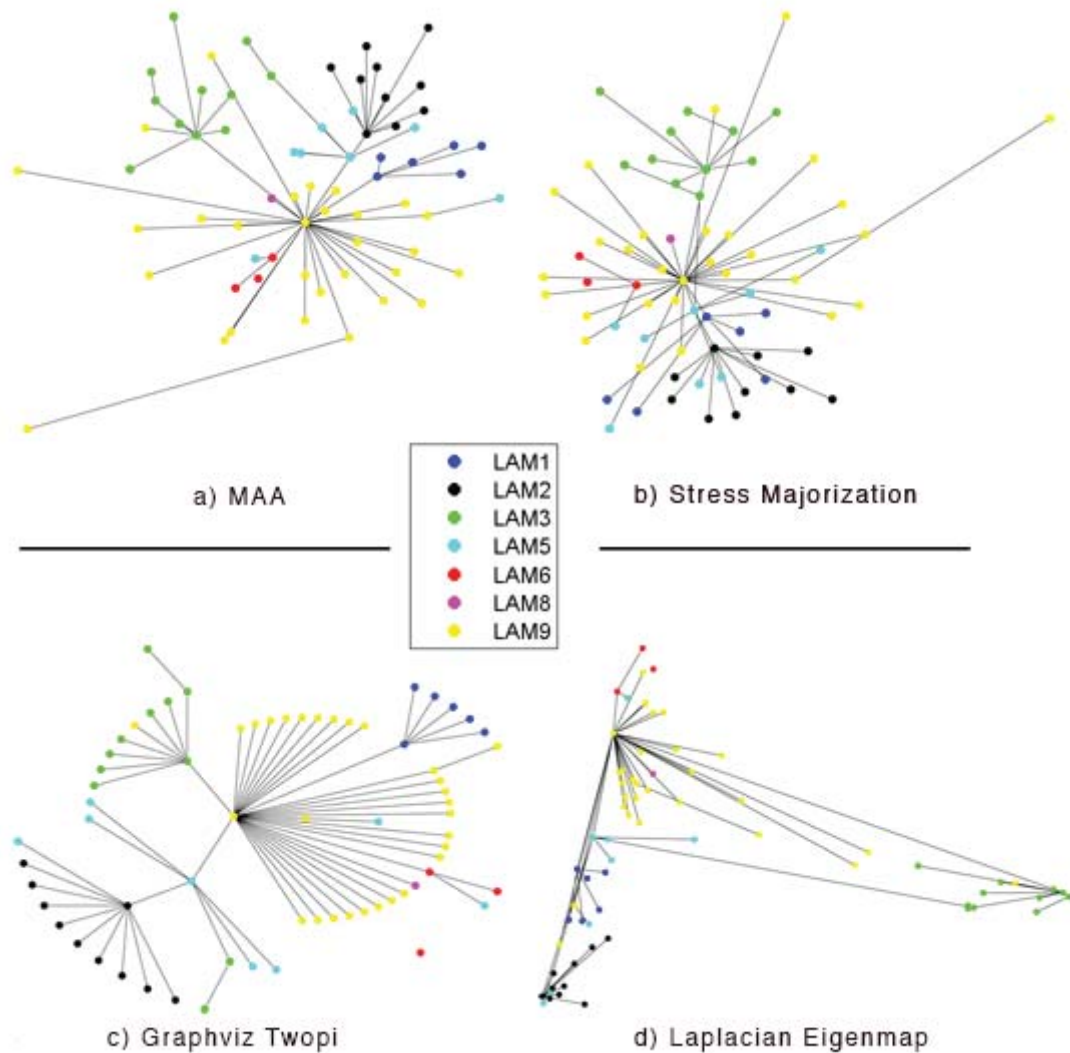 a) MAA
b) Stress Majorization
LAM1
LAM2
LAM3
LAM5
LAM6
LAM8
LAM9
c) Graphviz Twopi
d) Laplacian Eigenmap